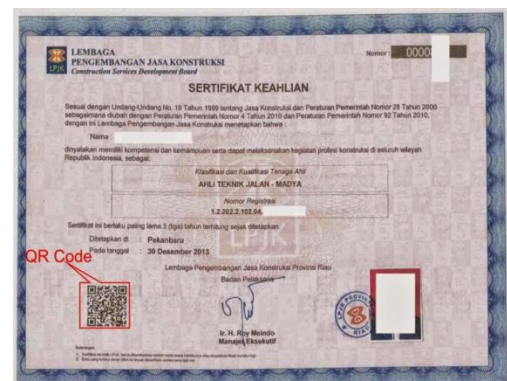 LEMBAGA
PENGEMBANGAN JASA KONSTRUKSI
Construction Services Development Board
LPJK
Nomor : 0000
SERTIFIKAT KEAHLIAN
Sesuai dengan Undang-Undang No. 18 Tahun 1999 tentang Jasa Konstruksi dan Peraturan Pemerintah Nomor 28 Tahun 2000
sebagaimana diubah dengan Peraturan Pemerintah Nomor 4 Tahun 2010 dan Peraturan Pemerintah Nomor 92 Tahun 2010,
dengan ini Lembaga Pengembangan Jasa Konstruksi menetapkan bahwa :
Nama :
dinyatakan memiliki kompetensi dan kemampuan serta dapat melaksanakan kegiatan profesi konstruksi di seluruh wilayah
Republik Indonesia, sebagai:
Klasifikasi dan Kualifikasi Tenaga Ahli
AHLI TEKNIK JALAN - MADYA
Nomor Registrasi
1.2.202.2.102.04.
Sertifikat ini berlaku paling lama 3 (tiga) tahun terhitung sejak ditetapkan
Ditetapkan di : Pekanbaru
Pada tanggal : 30 Desember 2013
LPJK
QR Code
Lembaga Pengembangan Jasa Konstruksi Provinsi Riau
Badan Pelaksana
Ir. H. Roy Meindo
Manajer Eksekutif
LPJK PROVINSI
RIAU